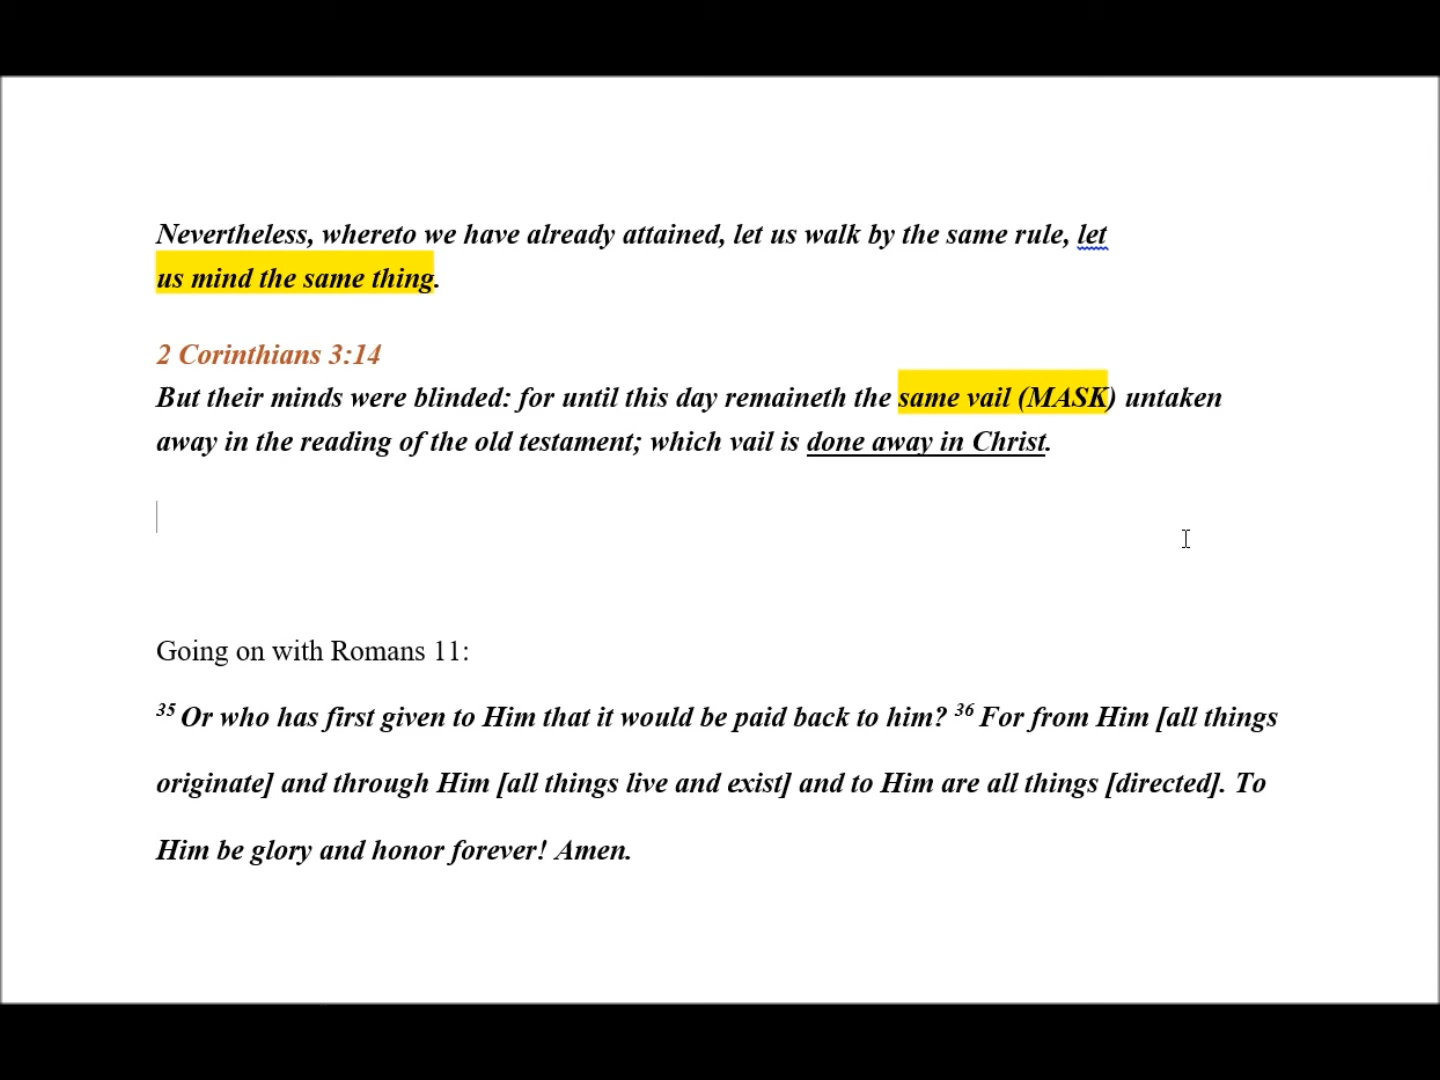 Nevertheless, whereto we have already attained, let us walk by the same rule, let
us mind the same thing.
2 Corinthians 3:14
But their minds were blinded: for until this day remaineth the same vail (MASK) untaken
away in the reading of the old testament; which vail is done away in Christ.
Going on with Romans 11:
35 Or who has first given to Him that it would be paid back to him? 36 For from Him [all things
originate] and through Him [all things live and exist] and to Him are all things [directed]. To
Him be glory and honor forever! Amen.